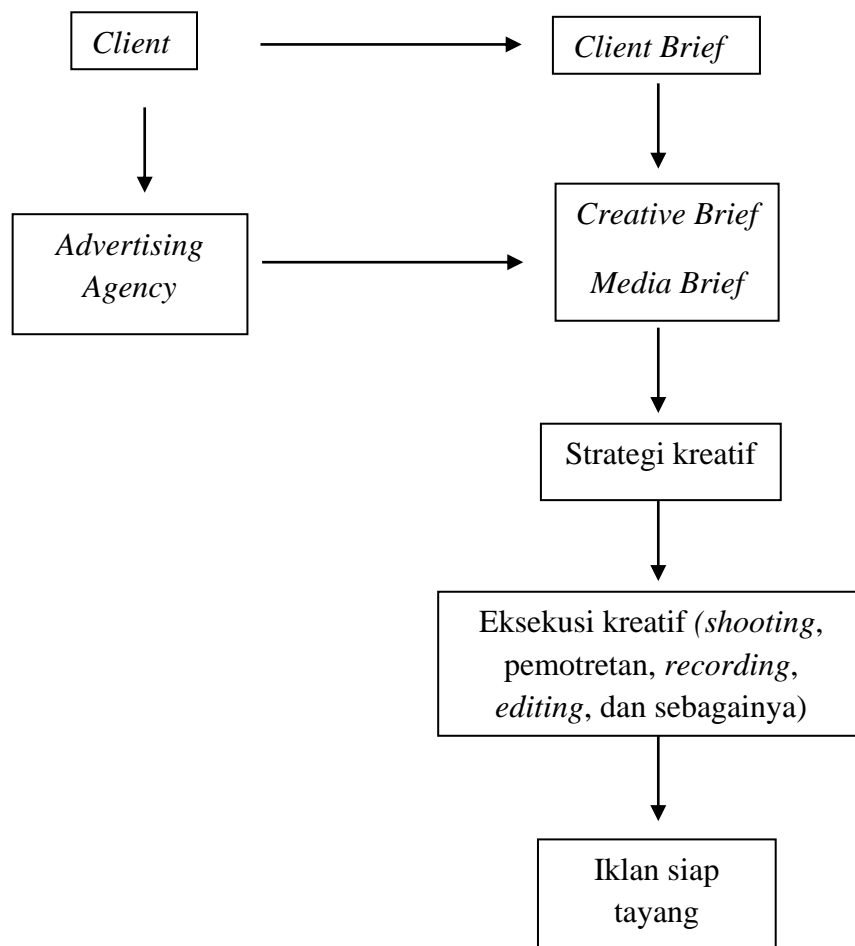 Client
Client Brief
Advertising
Agency
Creative Brief
Media Brief
Strategi kreatif
Eksekusi kreatif (shooting,
pemotretan, recording,
editing, dan sebagainya)
Iklan siap
tayang